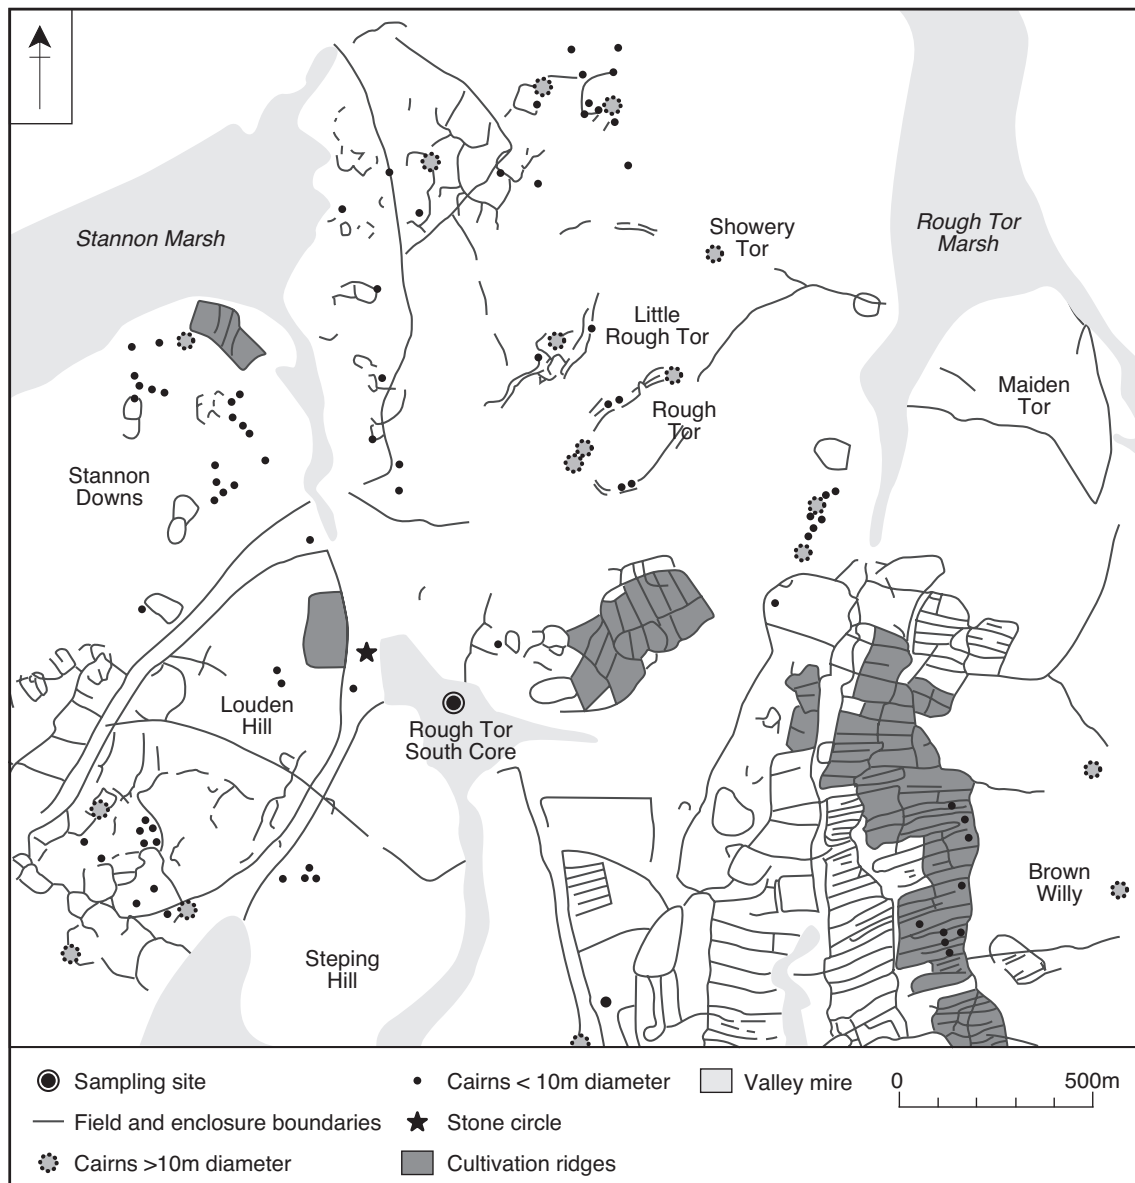 Stannon Marsh
Showery
Tor
Rough Tor
Marsh
Little
Rough Tor
Maiden
Tor
Rough
Tor
Stannon
Downs
Louden
Hill
Rough Tor
South Core
Brown
Willy
Steping
Hill
Sampling site
Cairns < 10m diameter
Valley mire
0
500m
Field and enclosure boundaries
Stone circle
Cairns >10m diameter
Cultivation ridges